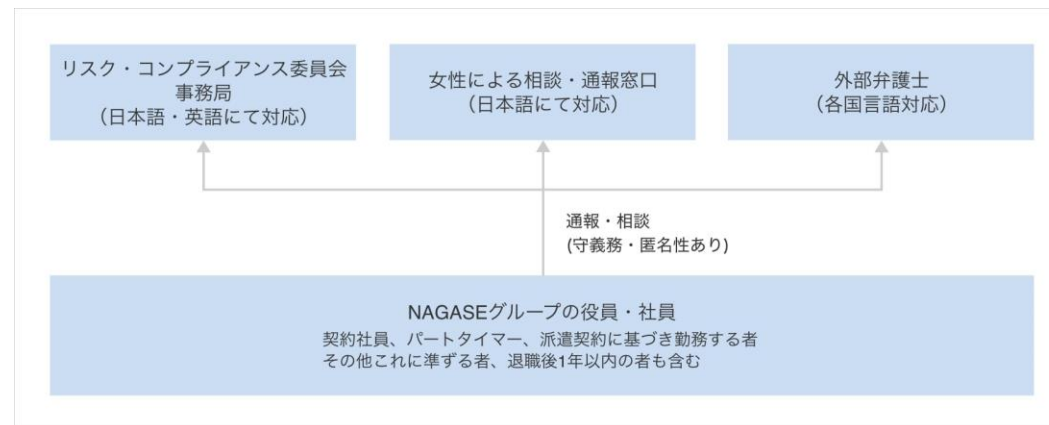 リスク・コンプライアンス委員会
事務局
（日本語・英語にて対応）
女性による相談・通報窓口
（日本語にて対応）
外部弁護士
（各国言語対応）
通報・相談
(守義務・匿名性あり)
NAGASEグループの役員・社員
契約社員、パートタイマー、派遣契約に基づき勤務する者
その他これに準ずる者、退職後1年以内の者も含む